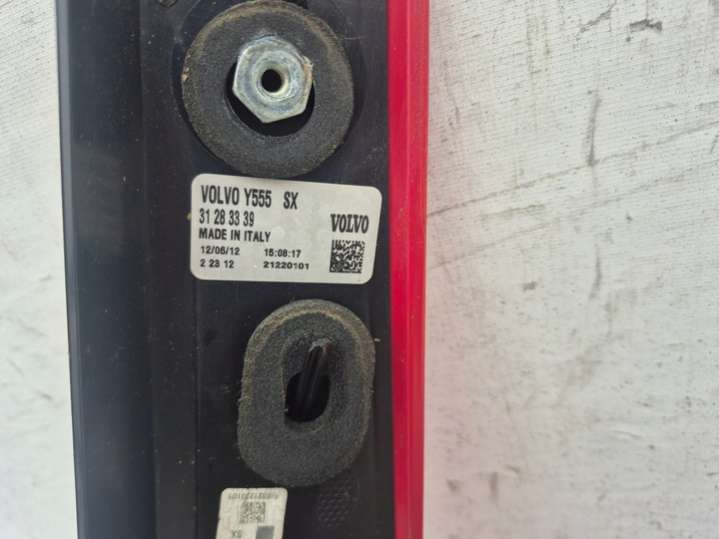 VOLVO Y555 SX
31 28 33 39
MADE IN ITALY
VOLVO
12/06/12 15:08:17
2 23 12 21220101
SX